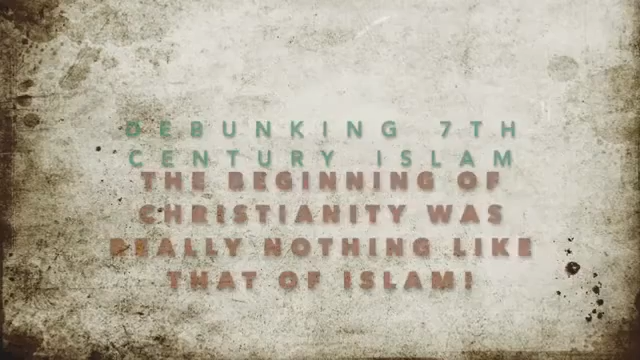 DEBUNKING 7TH
CENTURY ISLAM
THE BEGINNING OF
CHRISTIANITY WAS
REALLY NOTHING LIKE
THAT OF ISLAM!